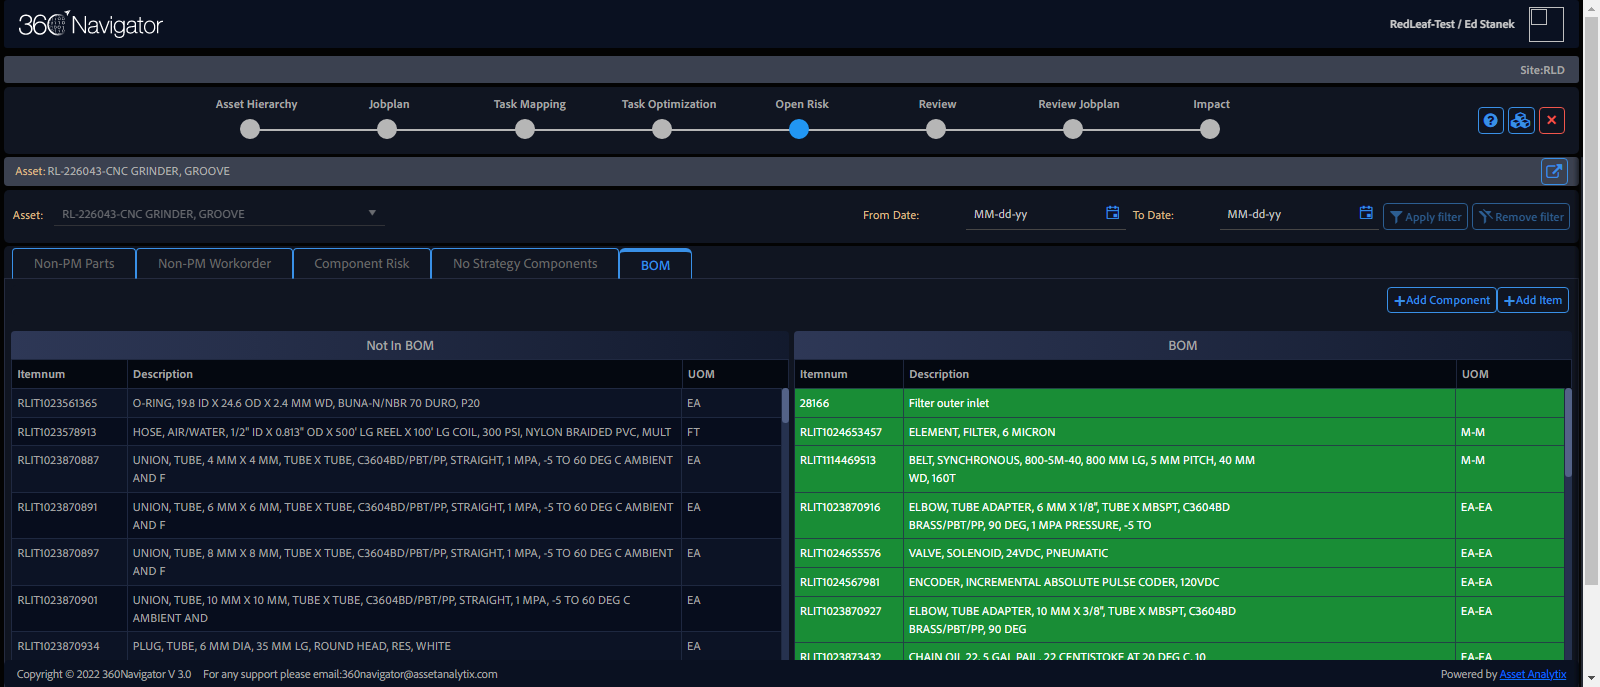 360 Navigator
RedLeaf-Test / Ed Stanek
Site:RLD
Asset Hierarchy
Jobplan
Task Mapping
Task Optimization
Open Risk
Review
Review Jobplan
Impact
Asset: RL-226043-CNC GRINDER, GROOVE
Asset: RL-226043-CNC GRINDER, GROOVE
From Date: MM-dd-yy
To Date: MM-dd-yy
Apply filter
Remove filter
Non-PM Parts
Non-PM Workorder
Component Risk
No Strategy Components
BOM
+Add Component
+Add Item
Not In BOM
Itemnum Description UOM
RLIT1023561365 O-RING, 19.8 ID X 24.6 OD X 2.4 MM WD, BUNA-N/NBR 70 DURO, P20 EA
RLIT1023578913 HOSE, AIR/WATER, 1/2" ID X 0.813" OD X 500' LG REEL X 100' LG COIL, 300 PSI, NYLON BRAIDED PVC, MULT FT
RLIT1023870887 UNION, TUBE, 4 MM X 4 MM, TUBE X TUBE, C3604BD/PBT/PP, STRAIGHT, 1 MPA, -5 TO 60 DEG C AMBIENT EA
AND F
RLIT1023870891 UNION, TUBE, 6 MM X 6 MM, TUBE X TUBE, C3604BD/PBT/PP, STRAIGHT, 1 MPA, -5 TO 60 DEG C AMBIENT EA
AND F
RLIT1023870897 UNION, TUBE, 8 MM X 8 MM, TUBE X TUBE, C3604BD/PBT/PP, STRAIGHT, 1 MPA, -5 TO 60 DEG C AMBIENT EA
AND F
RLIT1023870901 UNION, TUBE, 10 MM X 10 MM, TUBE X TUBE, C3604BD/PBT/PP, STRAIGHT, 1 MPA, -5 TO 60 DEG C EA
AMBIENT AND
RLIT1023870934 PLUG, TUBE, 6 MM DIA, 35 MM LG, ROUND HEAD, RES, WHITE EA
BOM
Itemnum Description UOM
28166 Filter outer inlet
RLIT1024653457 ELEMENT, FILTER, 6 MICRON M-M
RLIT1114469513 BELT, SYNCHRONOUS, 800-5M-40, 800 MM LG, 5 MM PITCH, 40 MM M-M
WD, 160T
RLIT1023870916 ELBOW, TUBE ADAPTER, 6 MM X 1/8", TUBE X MBSPT, C3604BD EA-EA
BRASS/PBT/PP, 90 DEG, 1 MPA PRESSURE, -5 TO
RLIT1024655576 VALVE, SOLENOID, 24VDC, PNEUMATIC EA-EA
RLIT1024567981 ENCODER, INCREMENTAL ABSOLUTE PULSE CODER, 120VDC EA-EA
RLIT1023870927 ELBOW, TUBE ADAPTER, 10 MM X 3/8", TUBE X MBSPT, C3604BD EA-EA
BRASS/PBT/PP, 90 DEG
RLIT1023873432 CHAIN OIL 22, 5 GAL PAIL, 22 CENTISTOKE AT 20 DEG C, 10 EA-EA
Copyright © 2022 360Navigator V 3.0 For any support please email:360navigator@assetanalytix.com
Powered by Asset Analytix